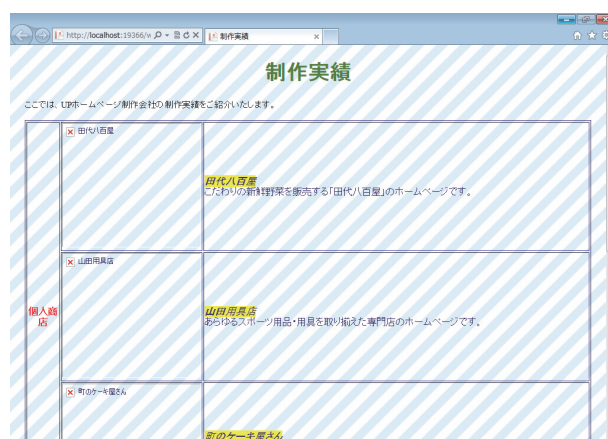 http://localhost:19366/w
制作実績
制作実績
ここでは、UPホームページ制作会社の制作実績をご紹介いたします。
個人商店
田代八百屋
田代八百屋
こだわりの新鮮野菜を販売する「田代八百屋」のホームページです。
山田用具店
山田用具店
あらゆるスポーツ用品・用具を取り揃えた専門店のホームページです。
町のケーキ屋さん
町のケーキ屋さん